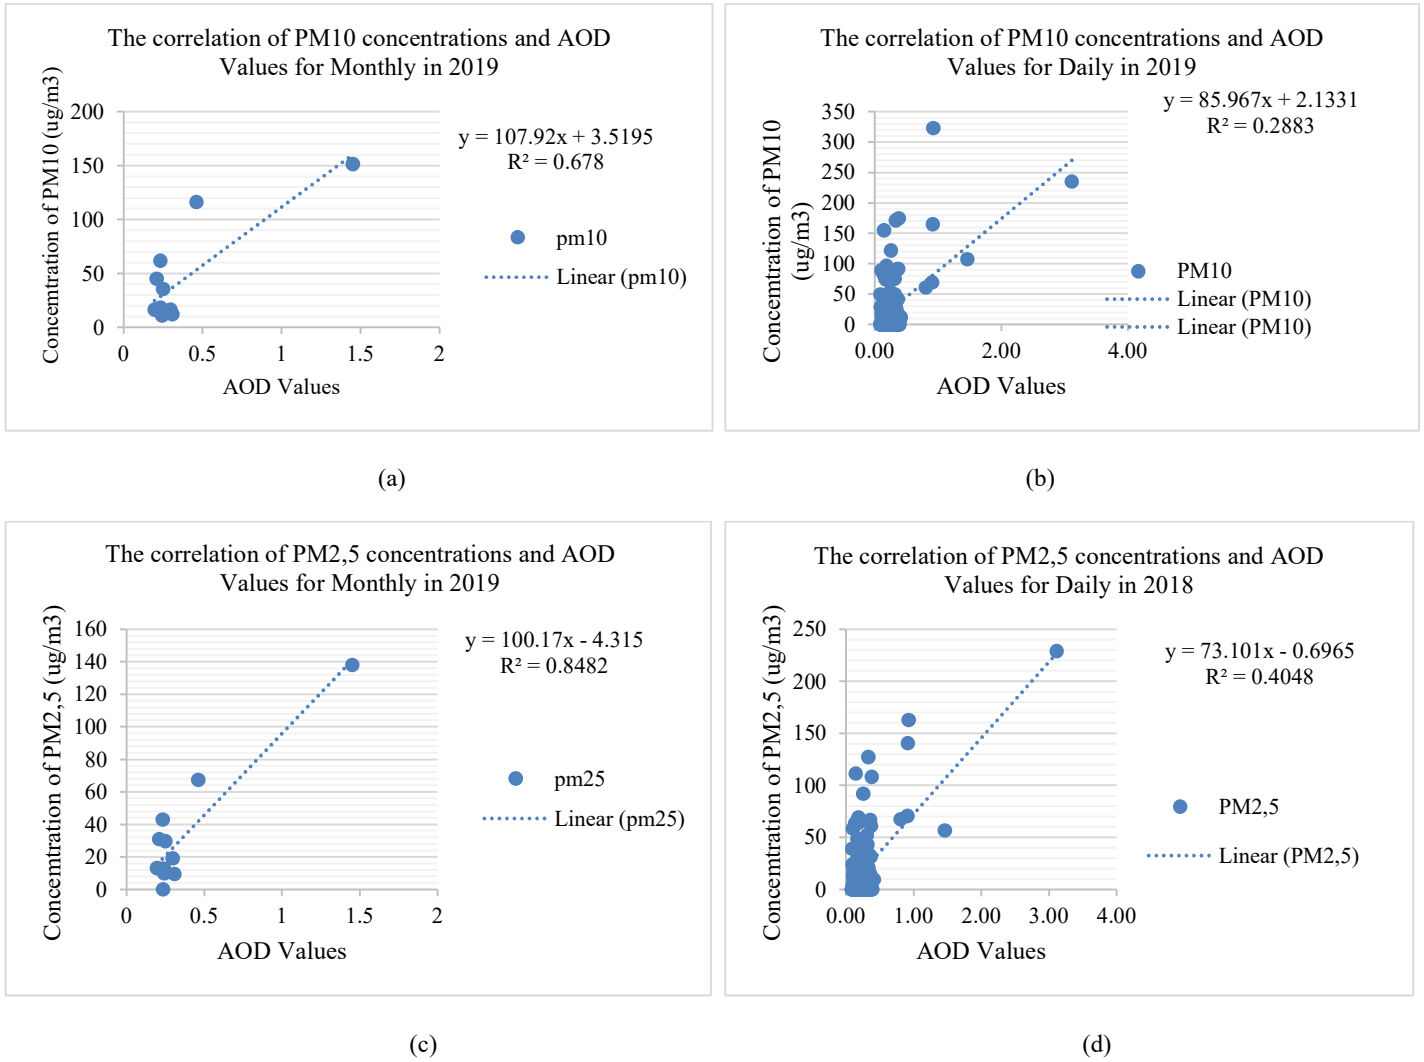 The correlation of PM10 concentrations and AOD
Values for Monthly in 2019
Concemtration of PM10 (ug/m3)
200
150
100
50
0
0 0.5 1 1.5 2
AOD Values
y = 107.92x + 3.5195
R² = 0.678
pm10
Linear (pm10)
(a)
The correlation of PM10 concentrations and AOD
Values for Daily in 2019
Concemtration of PM10
(ug/m3)
350
300
250
200
150
100
50
0
0.00 2.00 4.00
AOD Values
y = 85.967x + 2.1331
R² = 0.2883
PM10
Linear (PM10)
Linear (PM10)
(b)
The correlation of PM2,5 concentrations and AOD
Values for Monthly in 2019
Concemtration of PM2,5 (ug/m3)
160
140
120
100
80
60
40
20
0
0 0.5 1 1.5 2
AOD Values
y = 100.17x - 4.315
R² = 0.8482
pm25
Linear (pm25)
(c)
The correlation of PM2,5 concentrations and AOD
Values for Daily in 2018
Concemtration of PM2,5 (ug/m3)
250
200
150
100
50
0
0.00 1.00 2.00 3.00 4.00
AOD Values
y = 73.101x - 0.6965
R² = 0.4048
PM2,5
Linear (PM2,5)
(d)